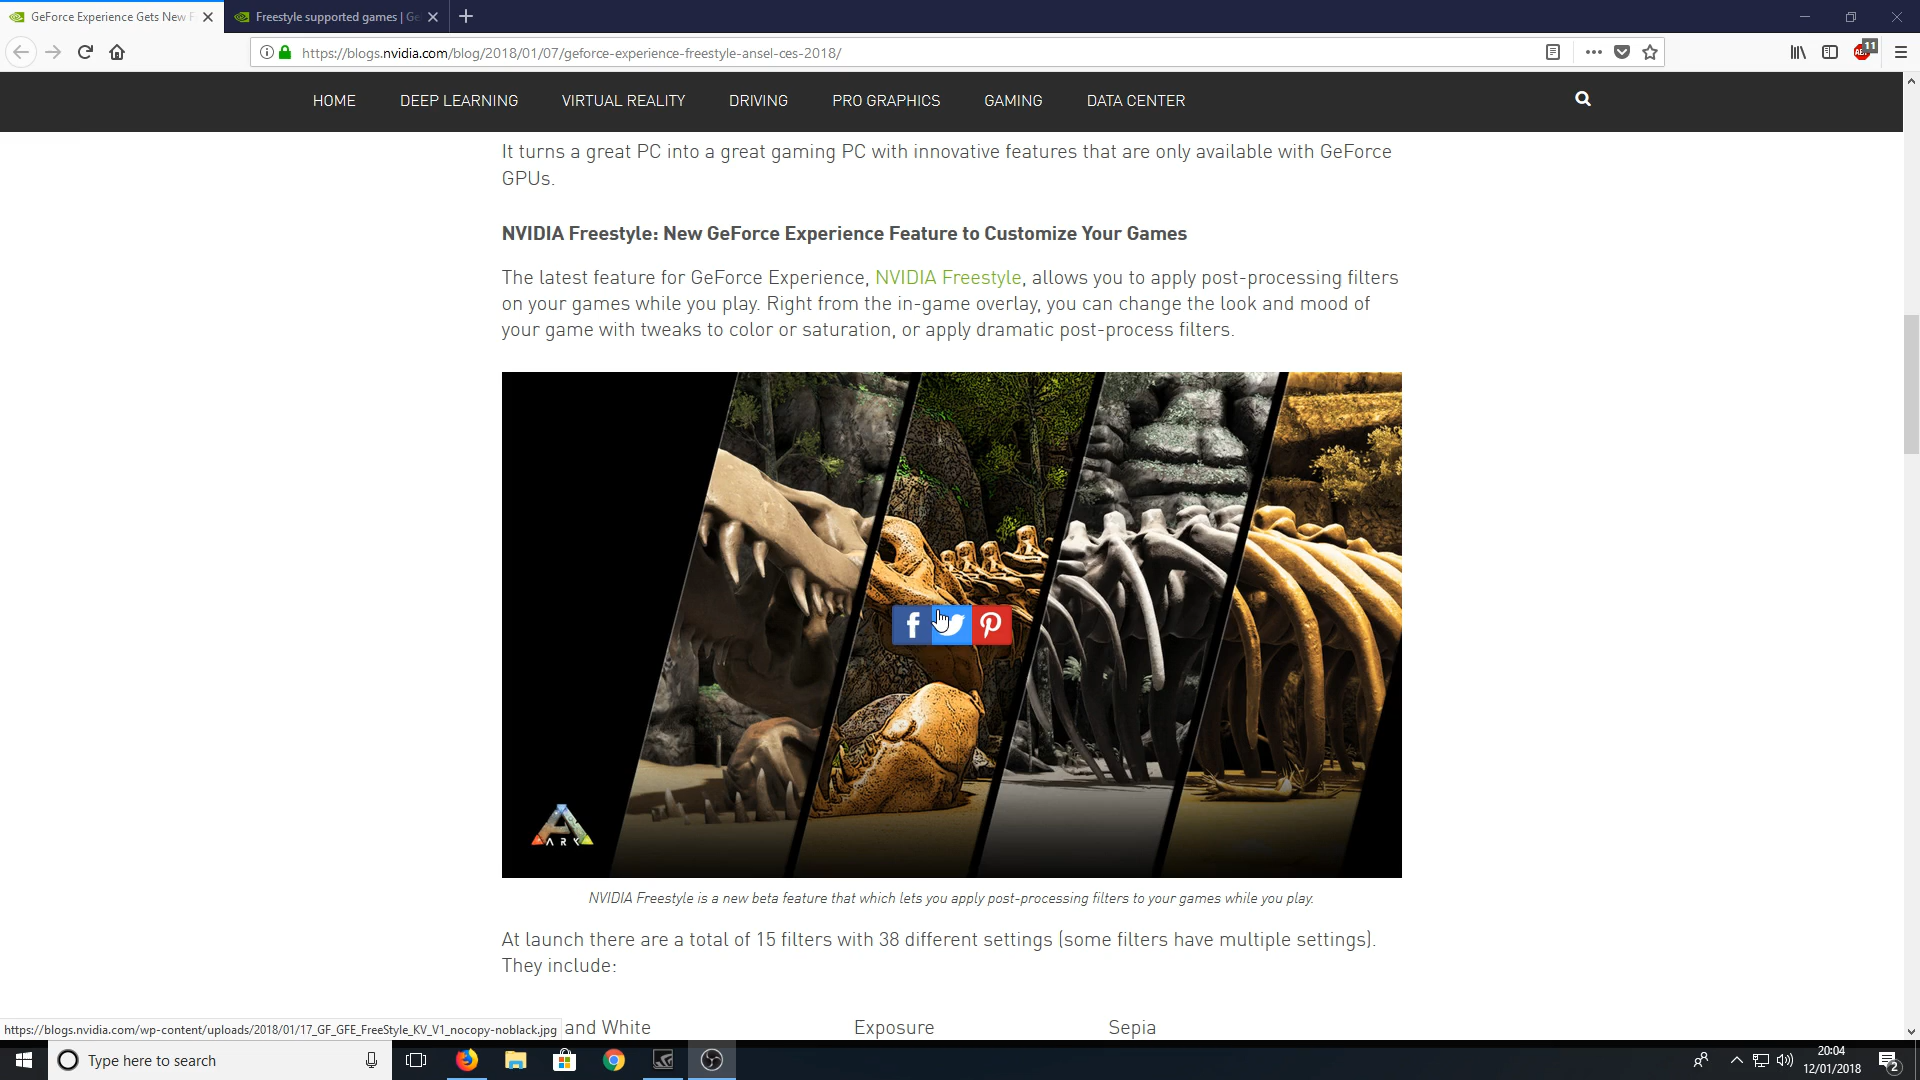 GeForce Experience Gets New F
Freestyle supported games | Ge
https://blogs.nvidia.com/blog/2018/01/07/geforce-experience-freestyle-ansel-ces-2018/
11
HOME DEEP LEARNING VIRTUAL REALITY DRIVING PRO GRAPHICS GAMING DATA CENTER
It turns a great PC into a great gaming PC with innovative features that are only available with GeForce
GPUs.
NVIDIA Freestyle: New GeForce Experience Feature to Customize Your Games
The latest feature for GeForce Experience, NVIDIA Freestyle, allows you to apply post-processing filters
on your games while you play. Right from the in-game overlay, you can change the look and mood of
your game with tweaks to color or saturation, or apply dramatic post-process filters.
ARK
NVIDIA Freestyle is a new beta feature that which lets you apply post-processing filters to your games while you play.
At launch there are a total of 15 filters with 38 different settings (some filters have multiple settings).
They include:
and White Exposure Sepia
https://blogs.nvidia.com/wp-content/uploads/2018/01/17_GF_GFE_FreeStyle_KV_V1_nocopy-noblack.jpg
Type here to search
20:04
12/01/2018
2